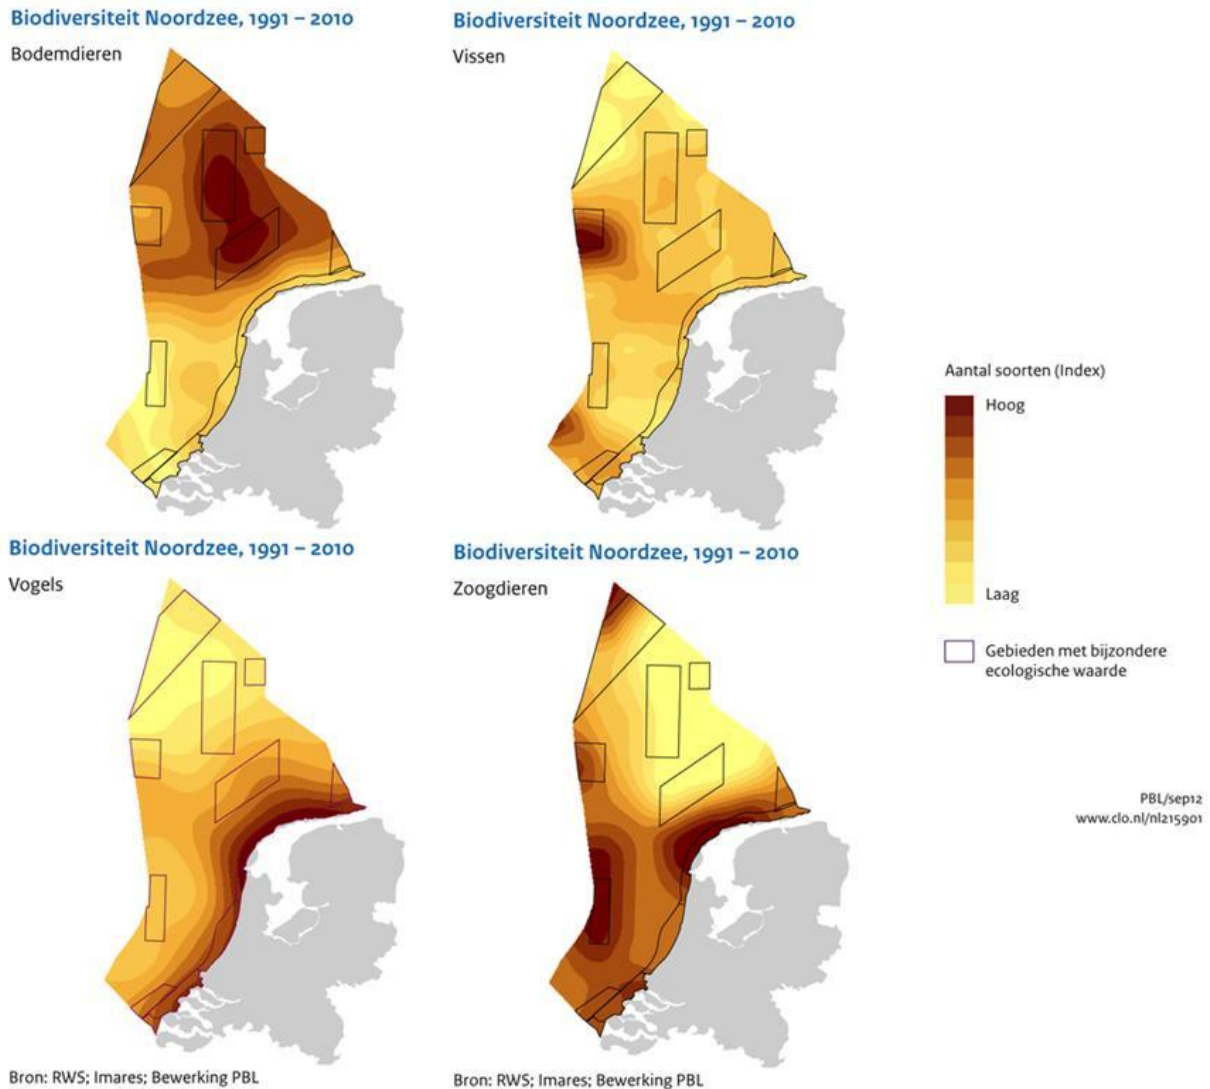 Biodiversiteit Noordzee, 1991 – 2010
Bodemdieren
Biodiversiteit Noordzee, 1991 – 2010
Vissen
Aantal soorten (Index)
Hoog
Laag
Gebieden met bijzondere
ecologische waarde
Biodiversiteit Noordzee, 1991 – 2010
Vogels
Biodiversiteit Noordzee, 1991 – 2010
Zoogdieren
PBL/sep12
www.clo.nl/nl215901
Bron: RWS; Imares; Bewerking PBL
Bron: RWS; Imares; Bewerking PBL